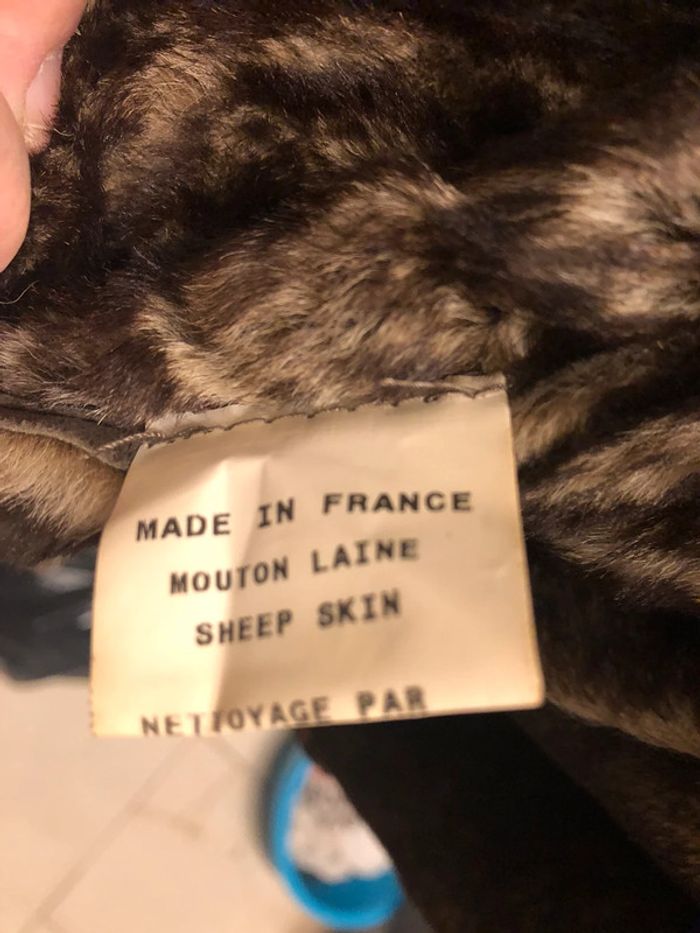 MADE IN FRANCE
MOUTON LAINE
SHEEP SKIN
NETTOYAGE PAR